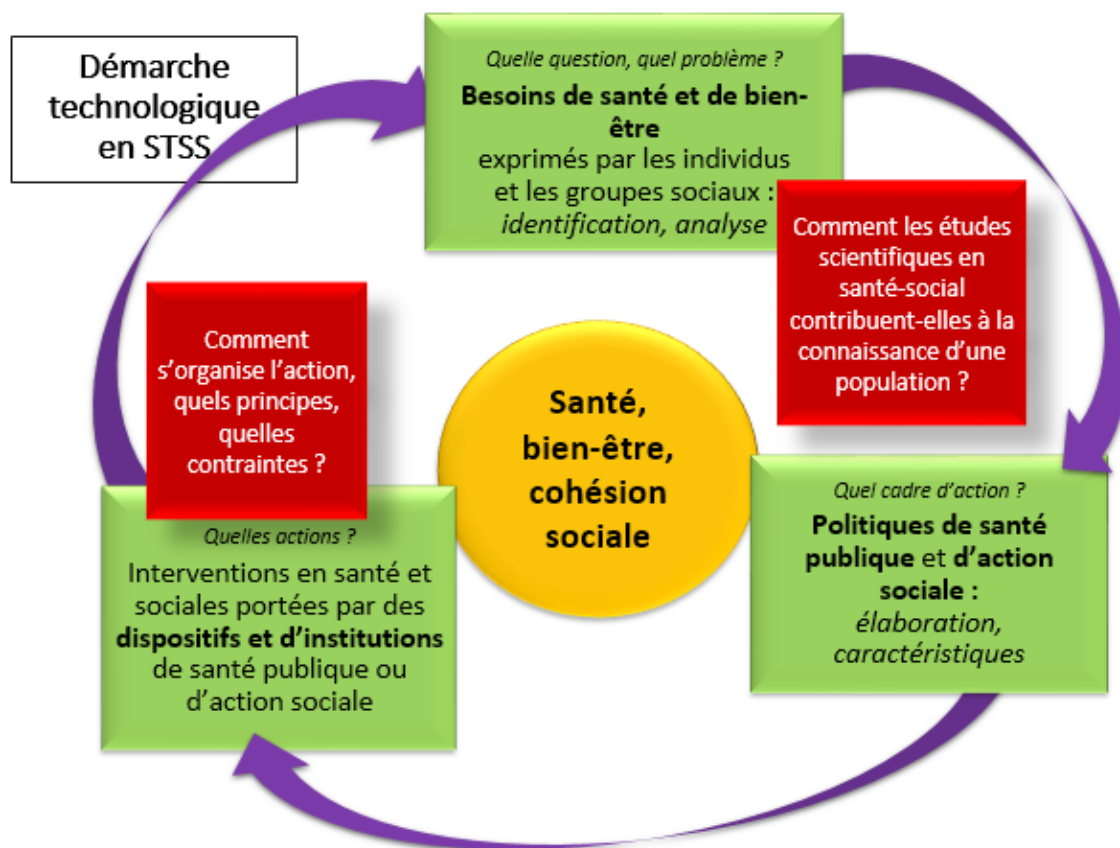 Démarche
technologique
en STSS
Quelle question, quel problème ?
Besoins de santé et de bien-
être
exprimés par les individus
et les groupes sociaux :
identification, analyse
Comment les études
scientifiques en
santé-social
contribuent-elles à la
connaissance d'une
population ?
Comment
s'organise l'action,
quels principes,
quelles
contraintes ?
Santé,
bien-être,
cohésion
sociale
Quel cadre d'action ?
Politiques de santé
publique et d'action
sociale :
élaboration,
caractéristiques
Quelles actions ?
Interventions en santé et
sociales portées par des
dispositifs et d'institutions
de santé publique ou
d'action sociale